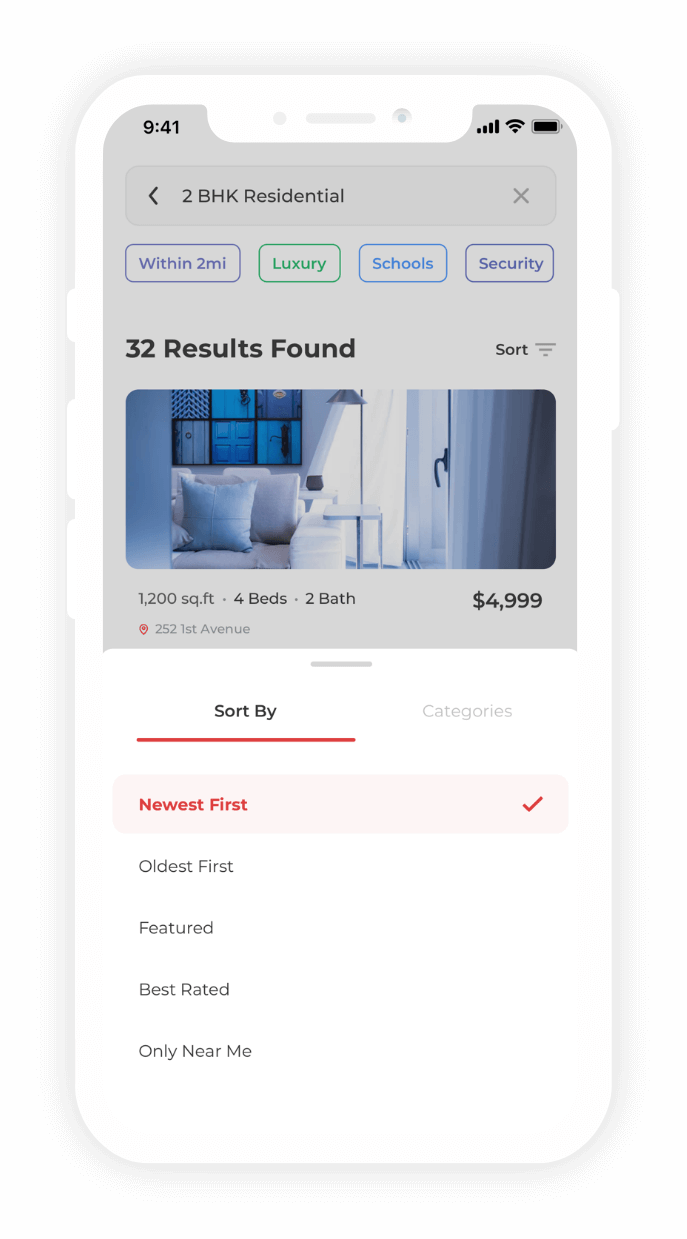 9:41
2 BHK Residential
Within 2mi Luxury Schools Security
32 Results Found Sort
1,200 sq.ft • 4 Beds • 2 Bath $4,999
252 1st Avenue
Sort By Categories
Newest First
Oldest First
Featured
Best Rated
Only Near Me